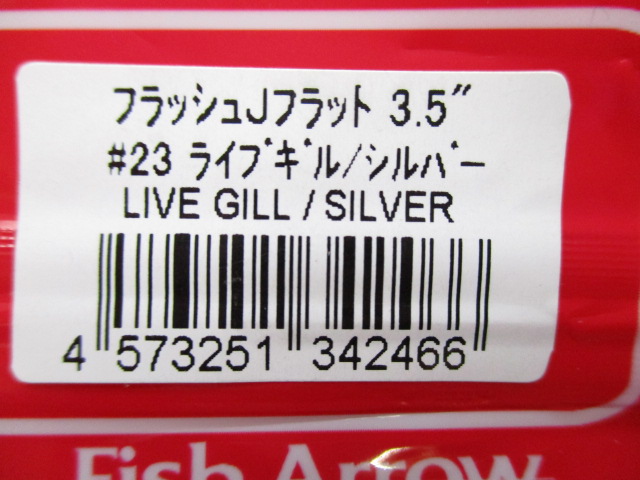 フラッシュJフラット 3.5"
#23 ライブギル/シルバー
LIVE GILL / SILVER
4 573251 342466
Fish Arrow